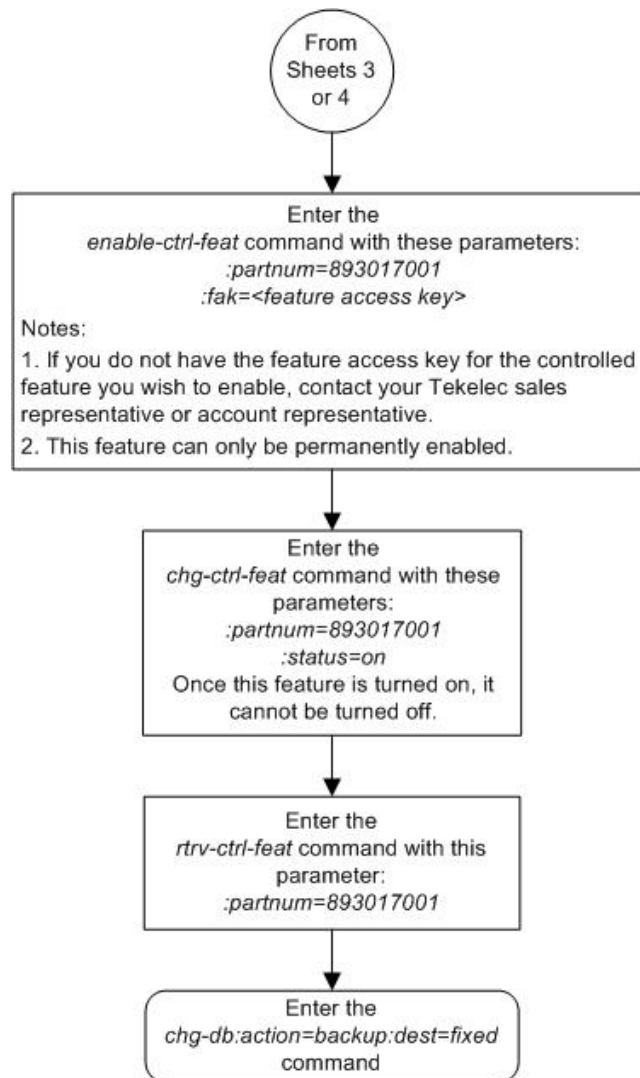 From
Sheets 3
or 4
Enter the
enable-ctrl-feat command with these parameters:
:partnum=893017001
:fak=<feature access key>
Notes:
1. If you do not have the feature access key for the controlled
feature you wish to enable, contact your Tekelec sales
representative or account representative.
2. This feature can only be permanently enabled.
Enter the
chg-ctrl-feat command with these
parameters:
:partnum=893017001
:status=on
Once this feature is turned on, it
cannot be turned off.
Enter the
rtrv-ctrl-feat command with this
parameter:
:partnum=893017001
Enter the
chg-db:action=backup:dest=fixed
command